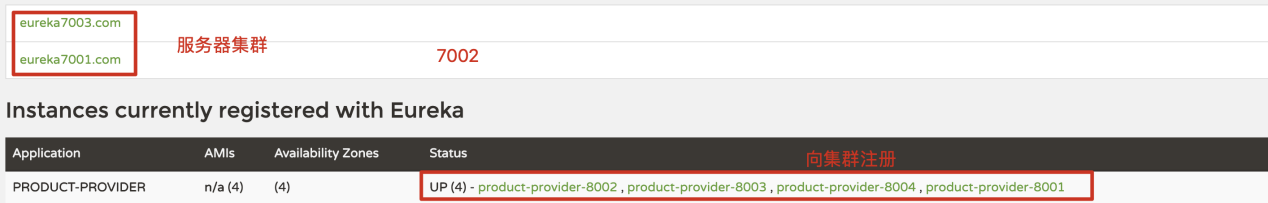 eureka7003.com
服务器集群
eureka7001.com
7002
Instances currently registered with Eureka
Application AMIs Availability Zones Status
向集群注册
PRODUCT-PROVIDER n/a (4) (4) UP (4) - product-provider-8002 , product-provider-8003 , product-provider-8004 , product-provider-8001